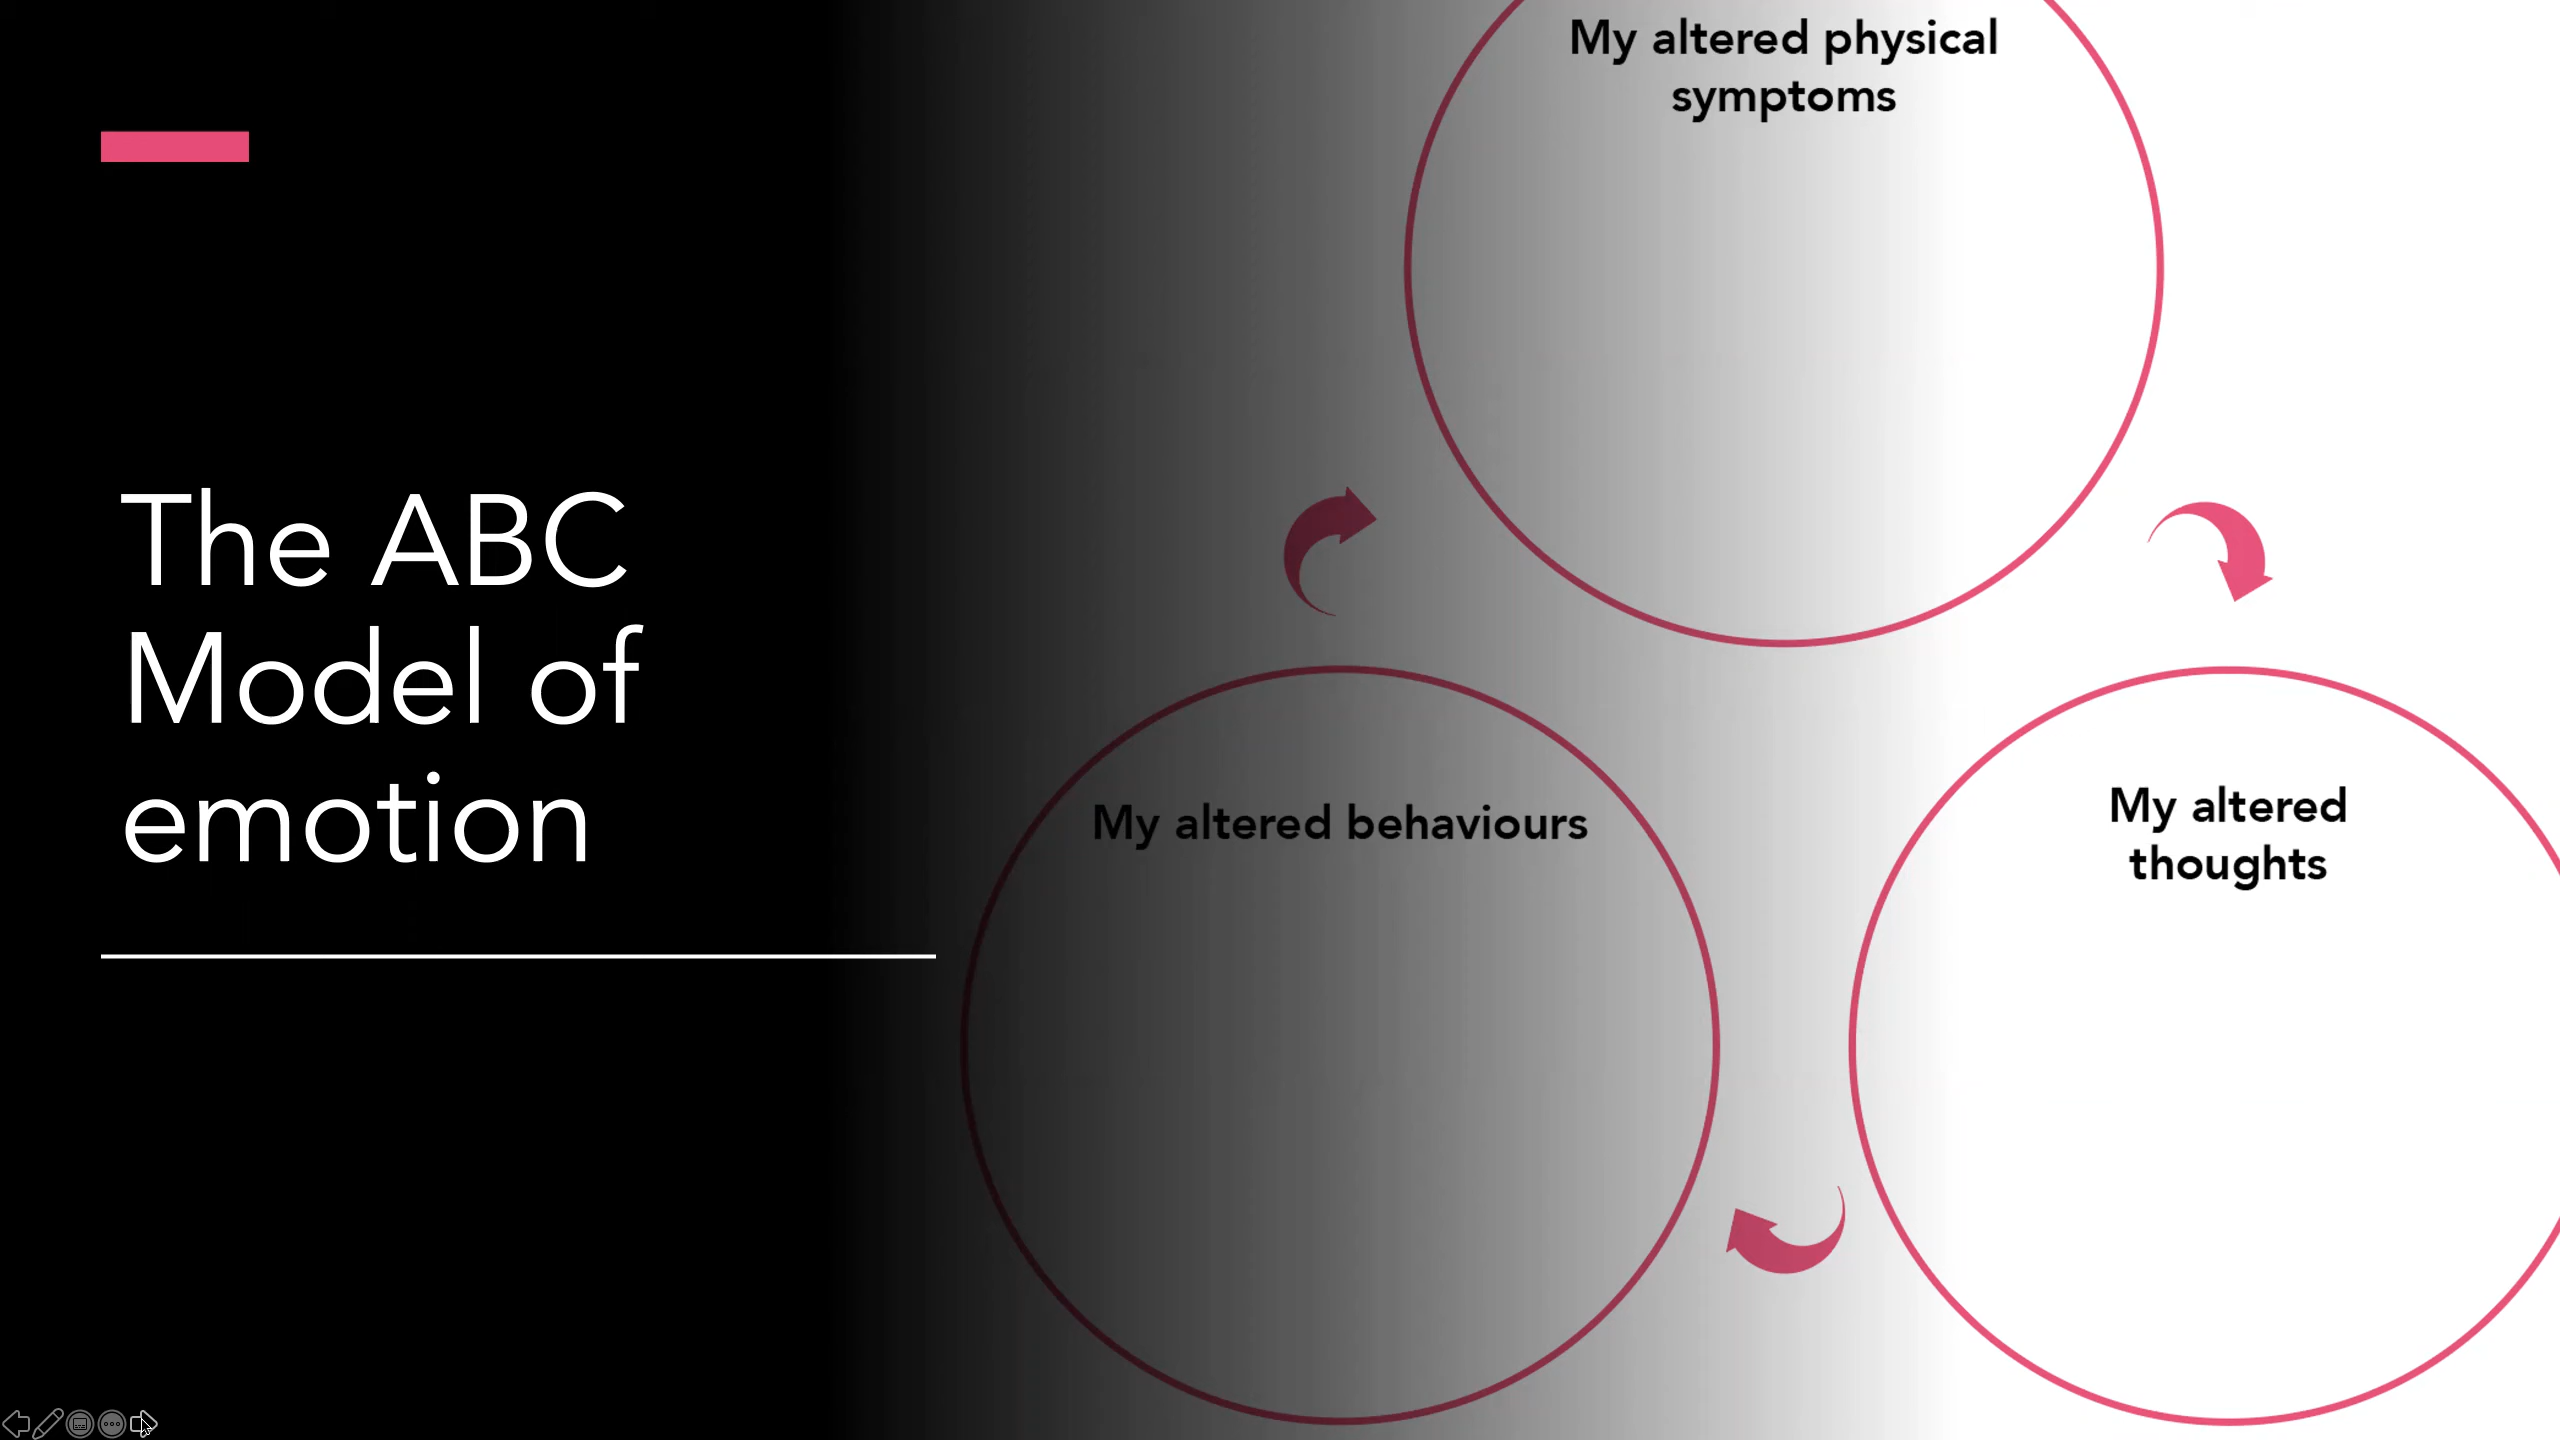 The ABC
Model of
emotion
My altered physical
symptoms
My altered behaviours
My altered
thoughts